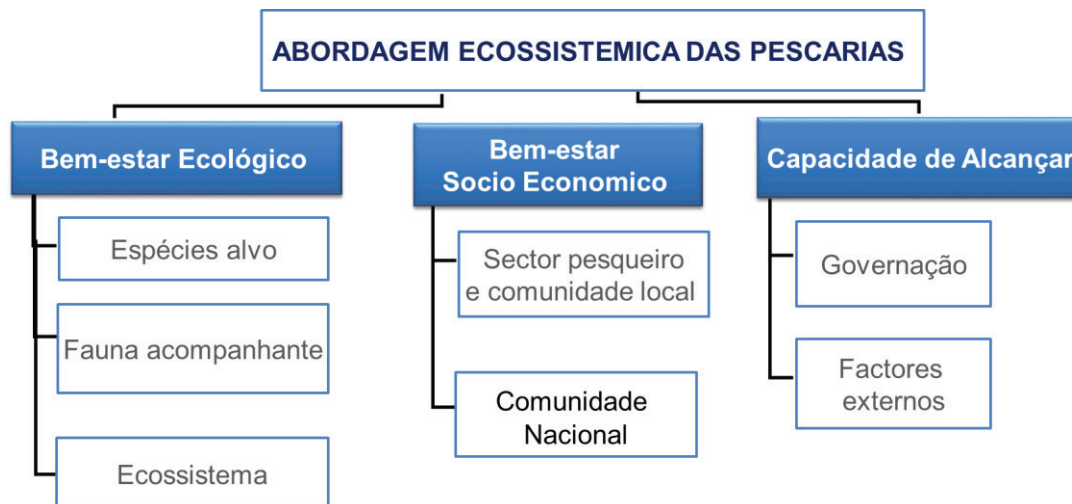 ABORDAGEM ECOSSISTEMICA DAS PESCARIAS
Bem-estar Ecológico
Espécies alvo
Fauna acompanhante
Ecossistema
Bem-estar
Socio Economico
Sector pesqueiro
e comunidade local
Comunidade
Nacional
Capacidade de Alcançar
Governação
Factores
externos